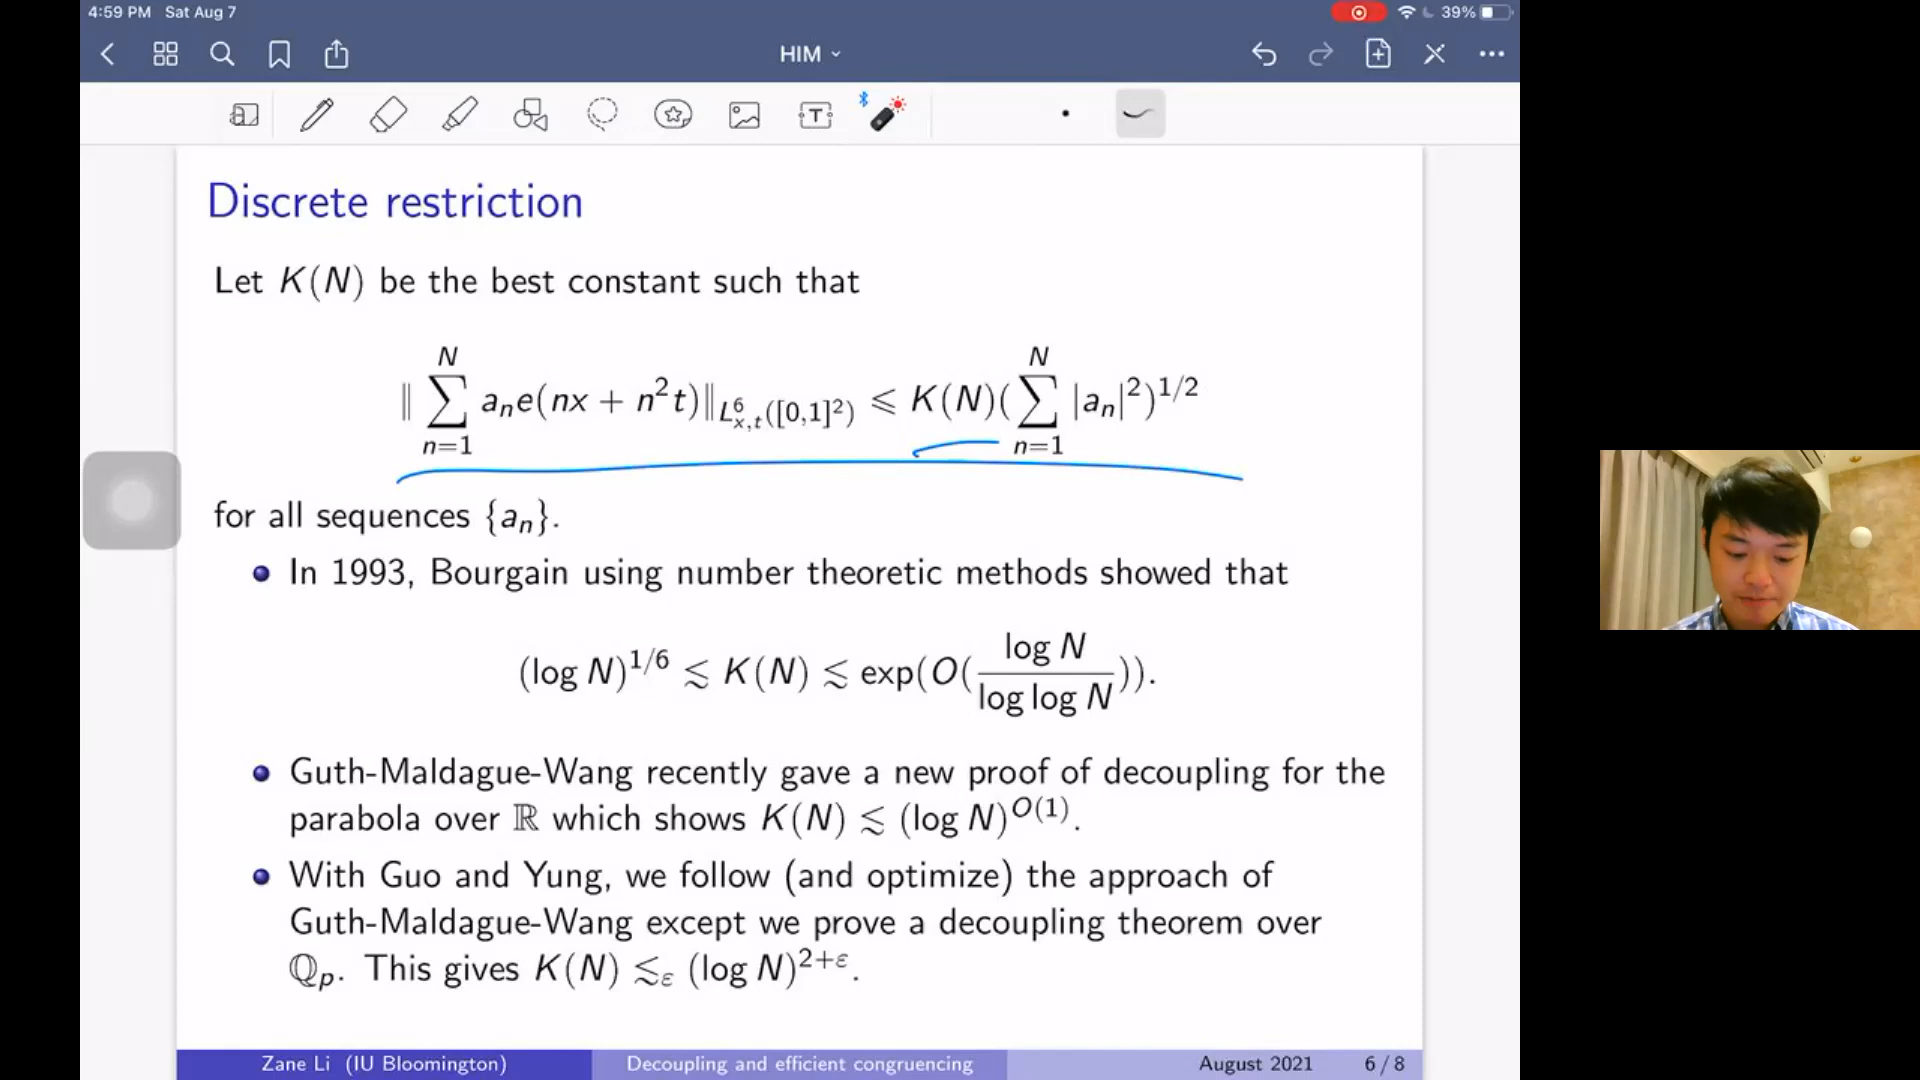 4:59 PM Sat Aug 7
39%
HIM
Discrete restriction
Let K(N) be the best constant such that
‖ ∑_{n=1}^{N} a_n e(nx + n²t)‖_{L^6_{x,t}([0,1]²)} ⩽ K(N)(∑_{n=1}^{N} |a_n|²)^{1/2}
for all sequences {a_n}.
In 1993, Bourgain using number theoretic methods showed that
(log N)^{1/6} ≲ K(N) ≲ exp(O(\frac{log N}{log log N})).
Guth-Maldague-Wang recently gave a new proof of decoupling for the
parabola over ℝ which shows K(N) ≲ (log N)^{O(1)}.
With Guo and Yung, we follow (and optimize) the approach of
Guth-Maldague-Wang except we prove a decoupling theorem over
ℚ_p. This gives K(N) ≲_ε (log N)^{2+ε}.
Zane Li (IU Bloomington) Decoupling and efficient congruencing August 2021 6 / 8